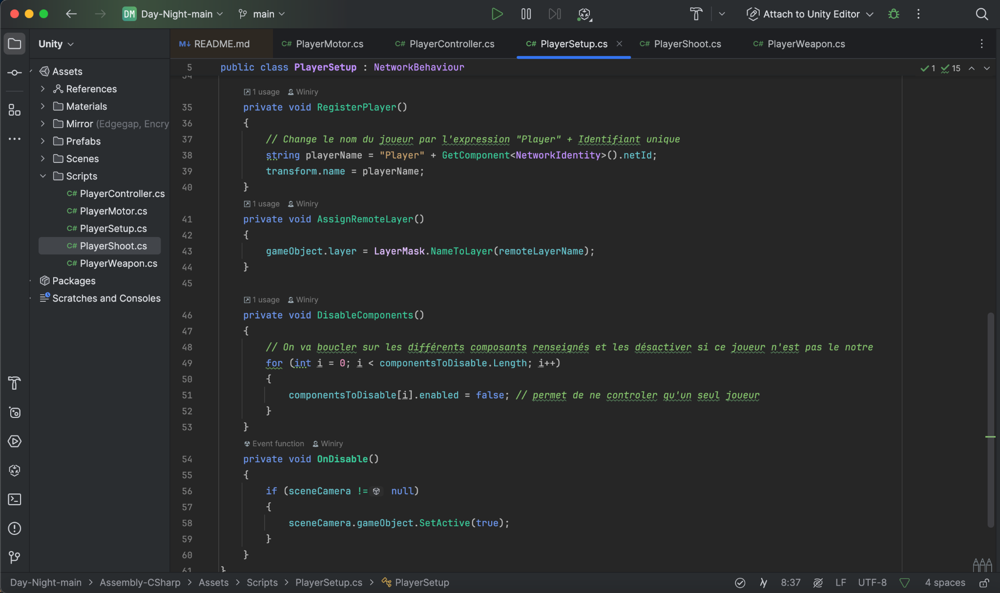 DM Day-Night-main main Attach to Unity Editor
Unity
M↓ README.md C# PlayerMotor.cs C# PlayerController.cs C# PlayerSetup.cs C# PlayerShoot.cs C# PlayerWeapon.cs
Assets
References
Materials
Mirror (Edgegap, Encry
Prefabs
Scenes
Scripts
C# PlayerController.cs
C# PlayerMotor.cs
C# PlayerSetup.cs
C# PlayerShoot.cs
C# PlayerWeapon.cs
Packages
Scratches and Consoles
5 public class PlayerSetup : NetworkBehaviour
1 15
34
1 usage Winiry
35 private void RegisterPlayer()
36 {
37 // Change le nom du joueur par l'expression "Player" + Identifiant unique
38 string playerName = "Player" + GetComponent<NetworkIdentity>().netId;
39 transform.name = playerName;
40 }
1 usage Winiry
41 private void AssignRemoteLayer()
42 {
43 gameObject.layer = LayerMask.NameToLayer(remoteLayerName);
44 }
45
1 usage Winiry
46 private void DisableComponents()
47 {
48 // On va boucler sur les différents composants renseignés et les désactiver si ce joueur n'est pas le notre
49 for (int i = 0; i < componentsToDisable.Length; i++)
50 {
51 componentsToDisable[i].enabled = false; // permet de ne controler qu'un seul joueur
52 }
53 }
Event function Winiry
54 private void OnDisable()
55 {
56 if (sceneCamera != null)
57 {
58 sceneCamera.gameObject.SetActive(true);
59 }
60 }
61 }
Day-Night-main > Assembly-CSharp > Assets > Scripts > PlayerSetup.cs > PlayerSetup 8:37 LF UTF-8 4 spaces